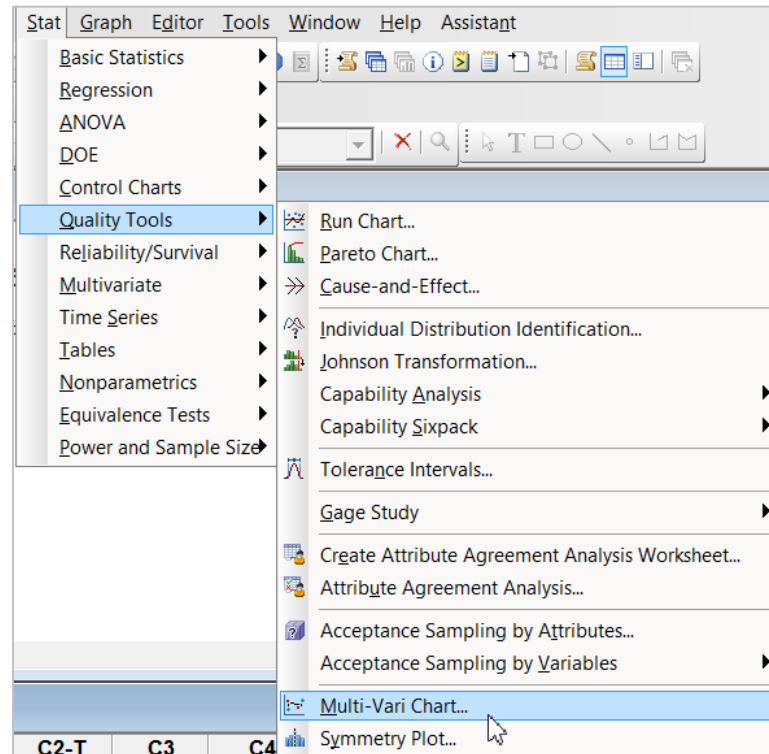 Stat Graph Editor Tools Window Help Assistant
Basic Statistics
Regression
ANOVA
DOE
Control Charts
Quality Tools
Reliability/Survival
Multivariate
Time Series
Tables
Nonparametrics
Equivalence Tests
Power and Sample Size
T
Run Chart...
Pareto Chart...
Cause-and-Effect...
Individual Distribution Identification...
Johnson Transformation...
Capability Analysis
Capability Sixpack
Tolerance Intervals...
Gage Study
Create Attribute Agreement Analysis Worksheet...
Attribute Agreement Analysis...
Acceptance Sampling by Attributes...
Acceptance Sampling by Variables
Multi-Vari Chart...
Symmetry Plot...
C2-T C3 C4